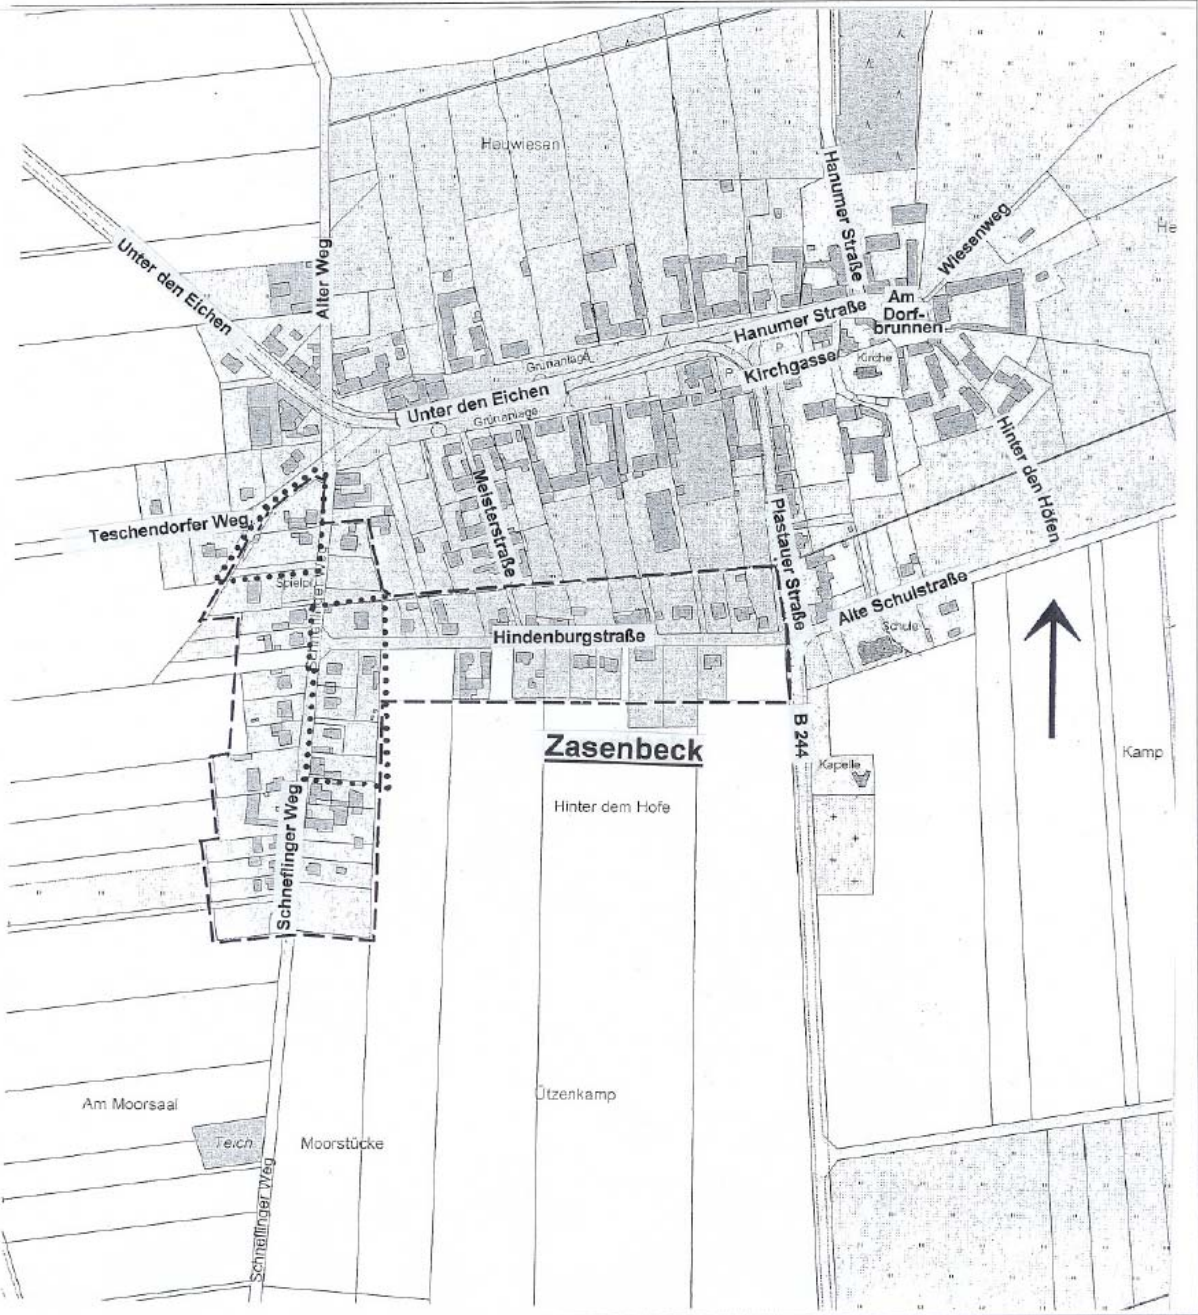 Heuwiesen
Hanumer Straße
Wiesenweg
He
Unter den Eichen
Alter Weg
Am
Dorf-
brunnen
Hanumer Straße
Grünanlage
P
Kirchgasse
Kirche
P
Unter den Eichen
Grünanlage
Hinter den Höfen
Meisterstraße
Teschendorfer Weg
Plastauer Straße
Spielpl
Alte Schulstraße
Schule
Hindenburgstraße
B 244
Zasenbeck
Kapelle
Kamp
Hinter dem Hofe
Schneflinger Weg
Ützenkamp
Am Moorsaal
Teich
Moorstücke
Schneflinger Weg